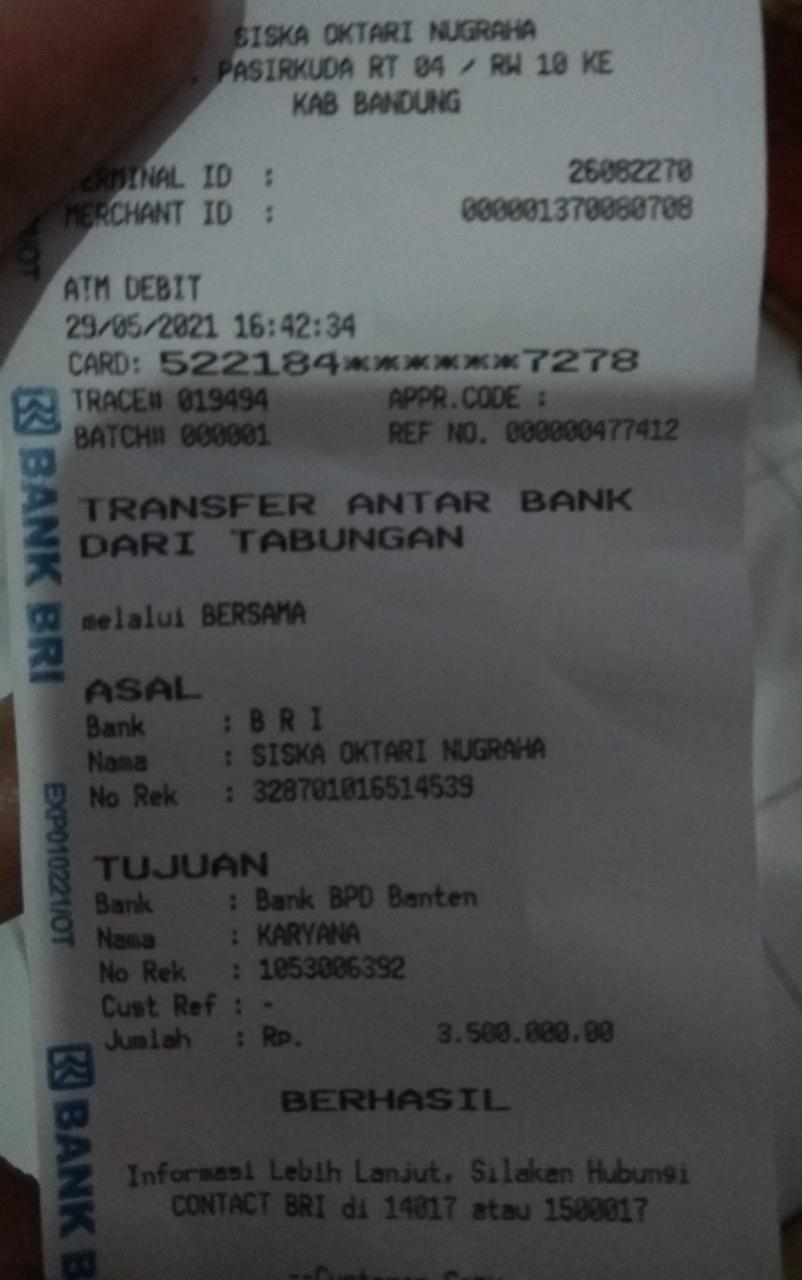 SISKA OKTARI NUGRAHA
. PASIRKUDA RT 04 / RW 10 KE
KAB BANDUNG
TERMINAL ID : 26082270
MERCHANT ID : 000001370080708
ATM DEBIT
29/05/2021 16:42:34
CARD: 522184******7278
TRACE# 019494 APPR.CODE :
BATCH# 000001 REF NO. 000000477412
TRANSFER ANTAR BANK
DARI TABUNGAN
melalui BERSAMA
ASAL
Bank : B R I
Nama : SISKA OKTARI NUGRAHA
No Rek : 328701016514539
TUJUAN
Bank : Bank BPD Banten
Nama : KARYANA
No Rek : 1053006392
Cust Ref : -
Jumlah : Rp. 3.500.000.00
BERHASIL
Informasi Lebih Lanjut, Silakan Hubungi
CONTACT BRI di 14017 atau 1500017
BANK BRI
EXP010221/OT
BANK B